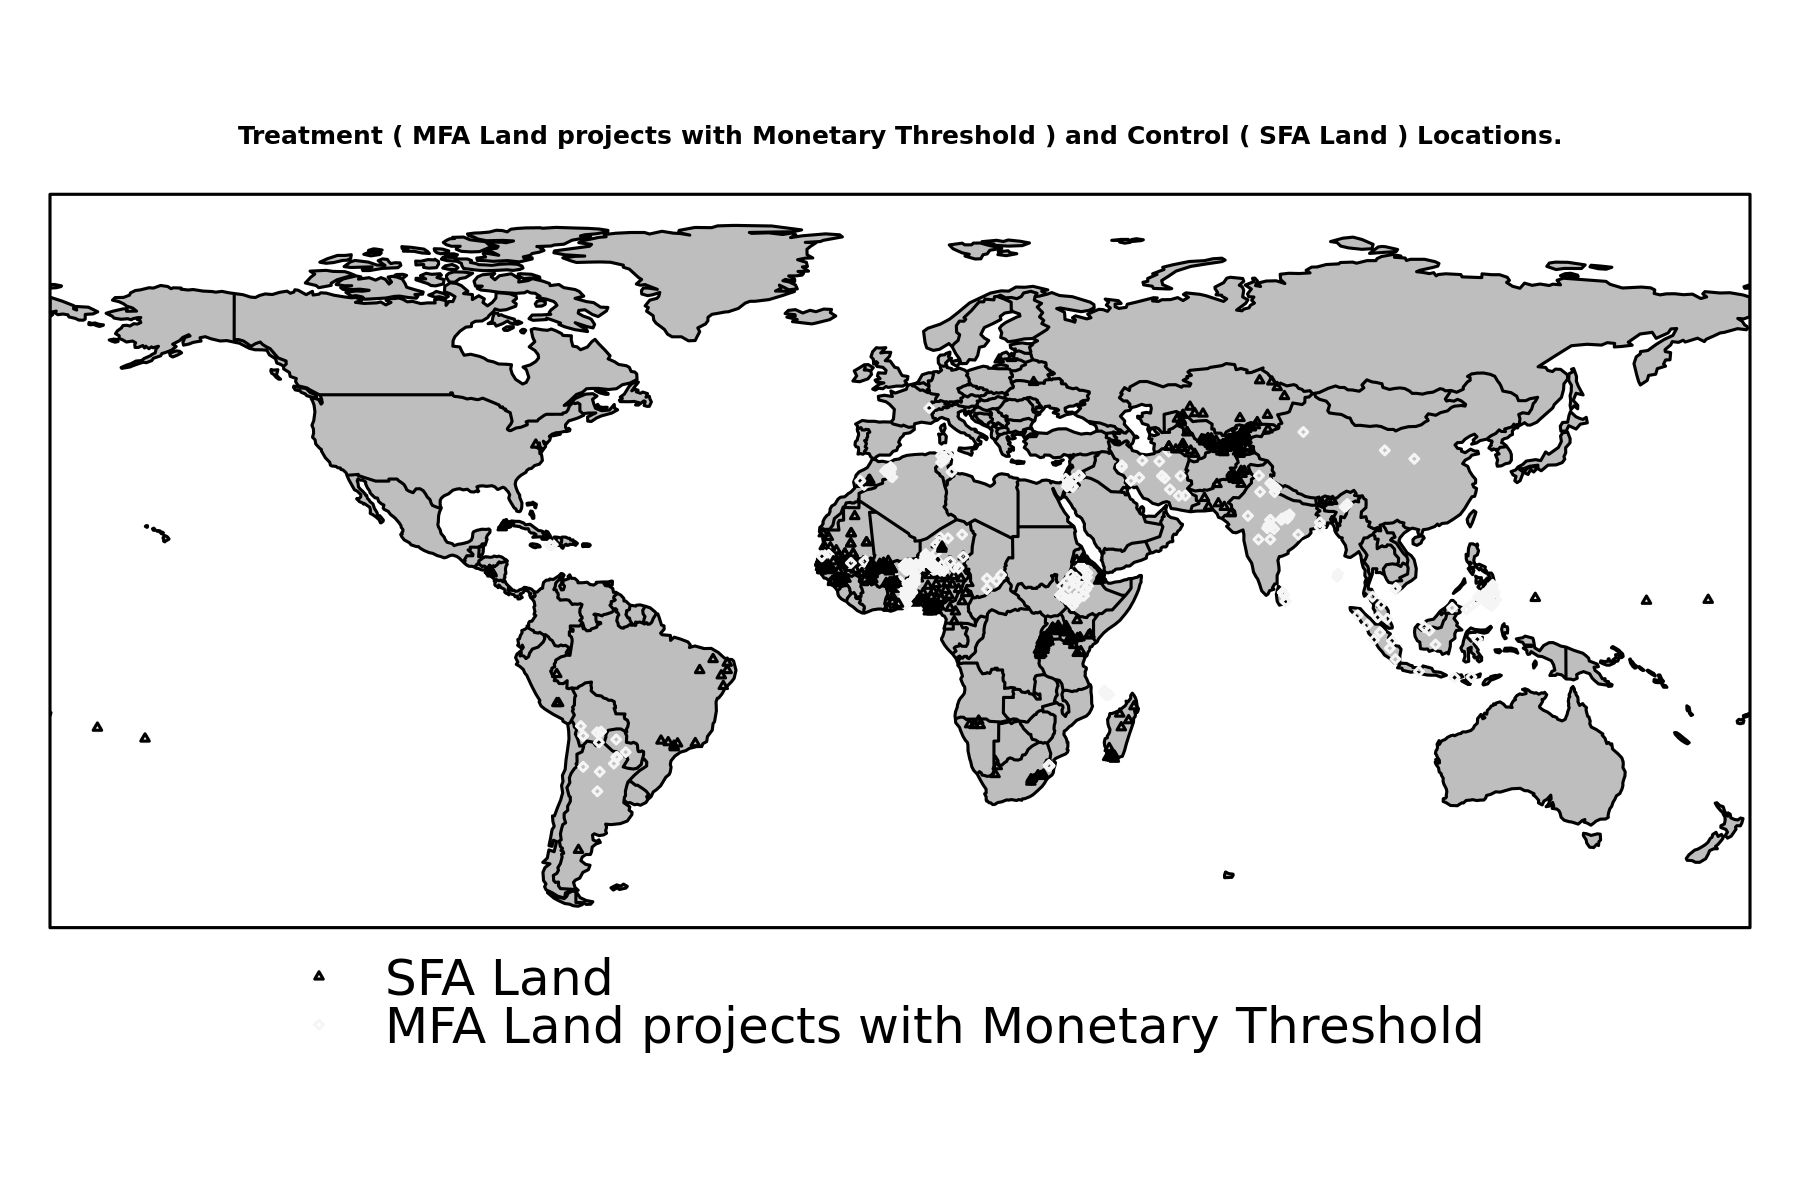 Treatment ( MFA Land projects with Monetary Threshold ) and Control ( SFA Land ) Locations.
SFA Land
MFA Land projects with Monetary Threshold